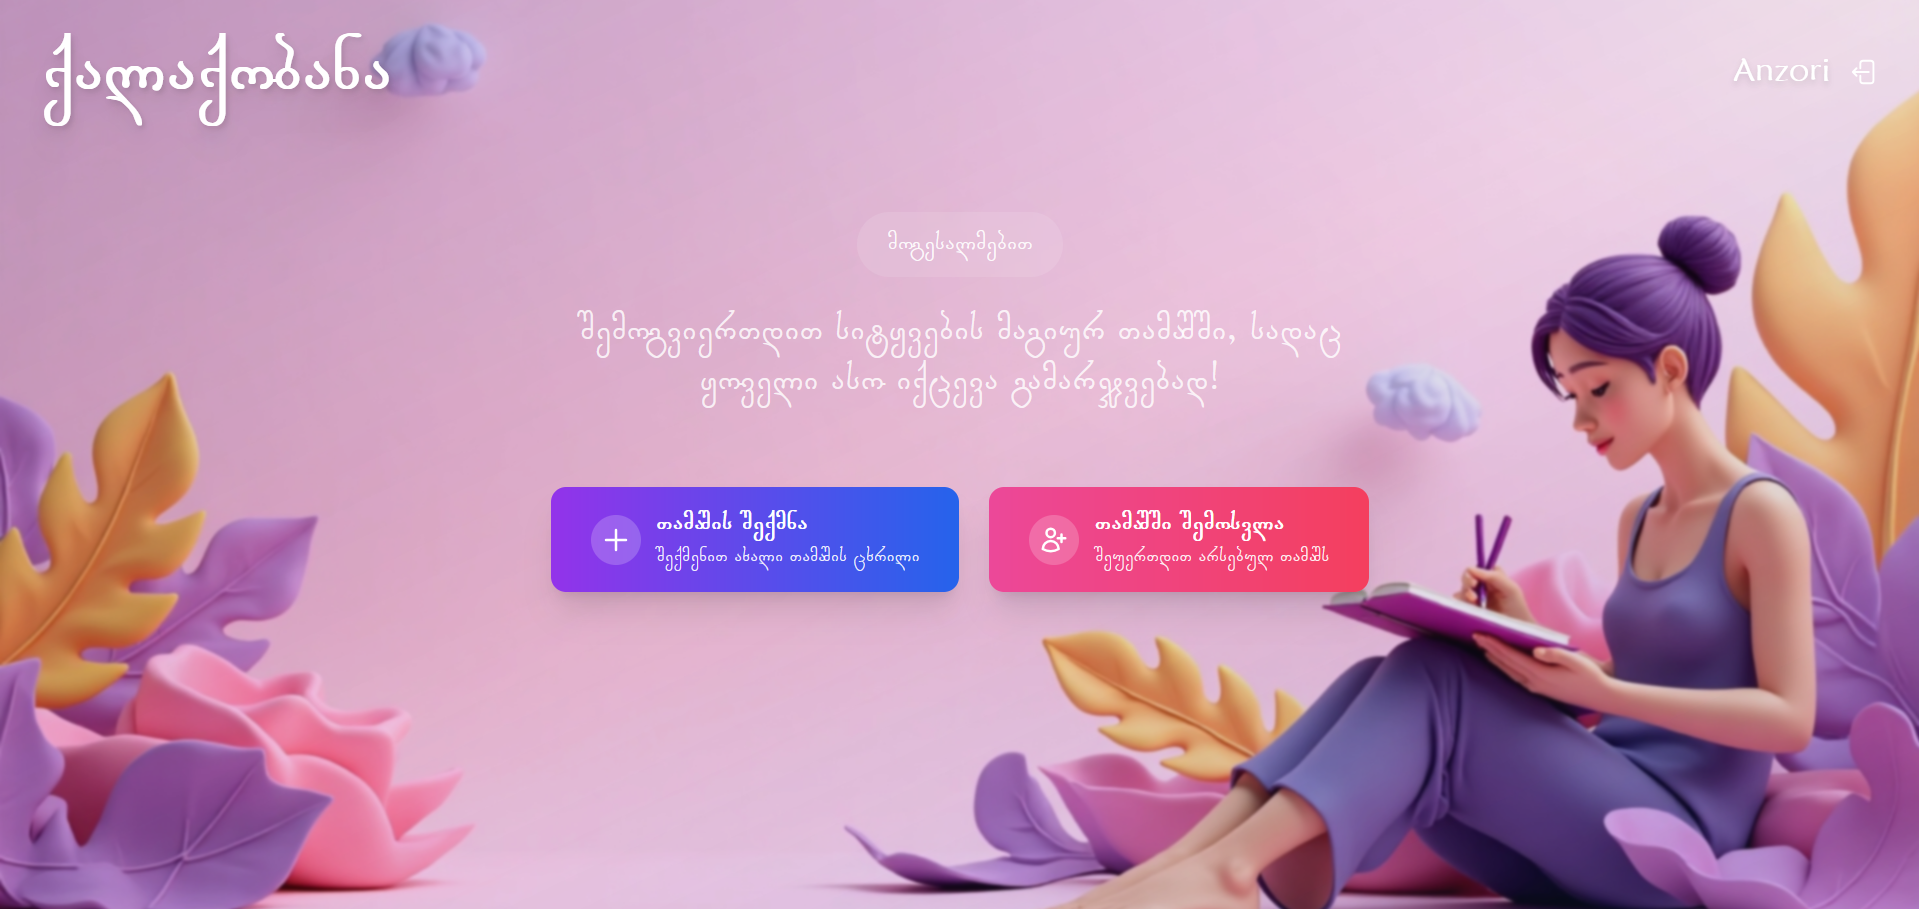 ქალაქობანა
Anzori
მოგესალმებით
შემოგვიერთდით სიტყვების მაგიურ თამაშში, სადაც
ყოველი ასო იქცევა გამარჯვებად!
თამაშის შექმნა
შექმენით ახალი თამაშის ცხრილი
თამაშში შემოსვლა
შეუერთდით არსებულ თამაშს